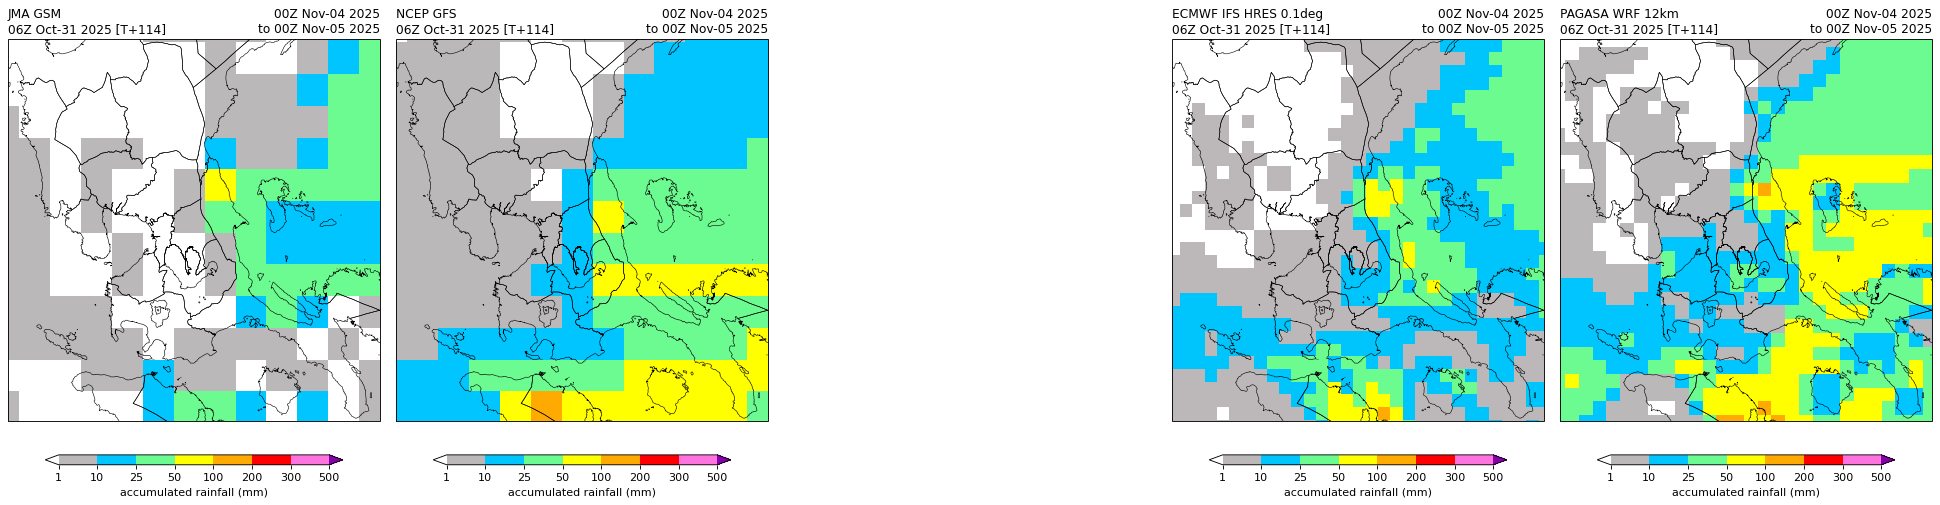 JMA GSM 00Z Nov-04 2025
06Z Oct-31 2025 [T+114] to 00Z Nov-05 2025
1 10 25 50 100 200 300 500
accumulated rainfall (mm)
NCEP GFS 00Z Nov-04 2025
06Z Oct-31 2025 [T+114] to 00Z Nov-05 2025
1 10 25 50 100 200 300 500
accumulated rainfall (mm)
ECMWF IFS HRES 0.1deg 00Z Nov-04 2025
06Z Oct-31 2025 [T+114] to 00Z Nov-05 2025
1 10 25 50 100 200 300 500
accumulated rainfall (mm)
PAGASA WRF 12km 00Z Nov-04 2025
06Z Oct-31 2025 [T+114] to 00Z Nov-05 2025
1 10 25 50 100 200 300 500
accumulated rainfall (mm)